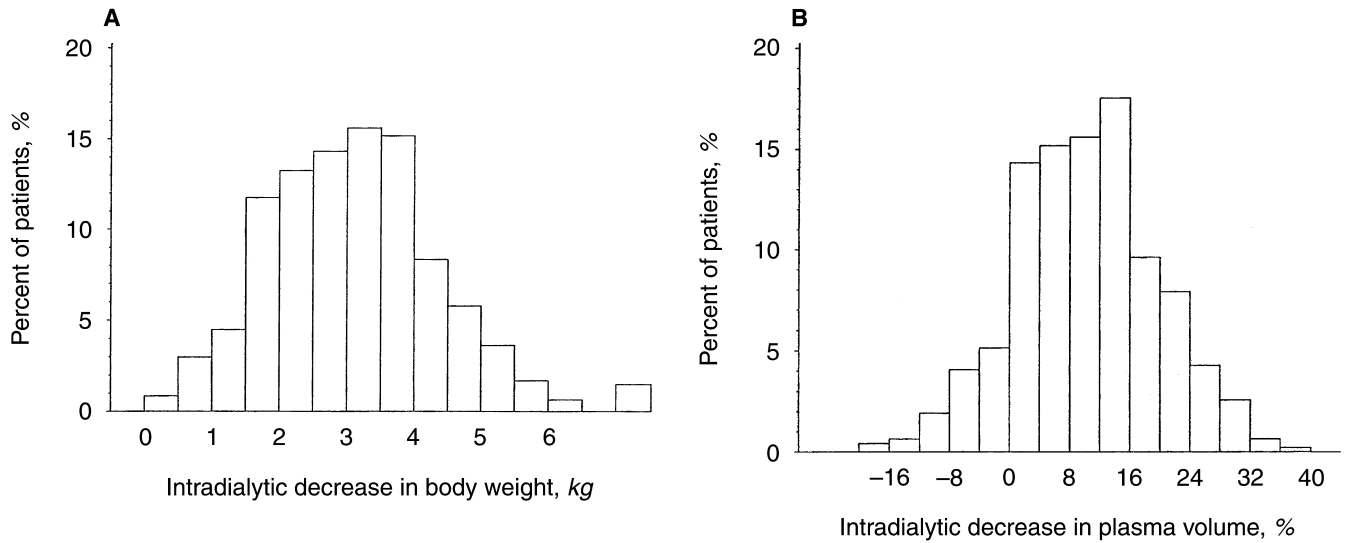 A
20
15
10
5
0
Percent of patients, %
0 1 2 3 4 5 6
Intradialytic decrease in body weight, kg
B
20
15
10
5
0
Percent of patients, %
–16 –8 0 8 16 24 32 40
Intradialytic decrease in plasma volume, %